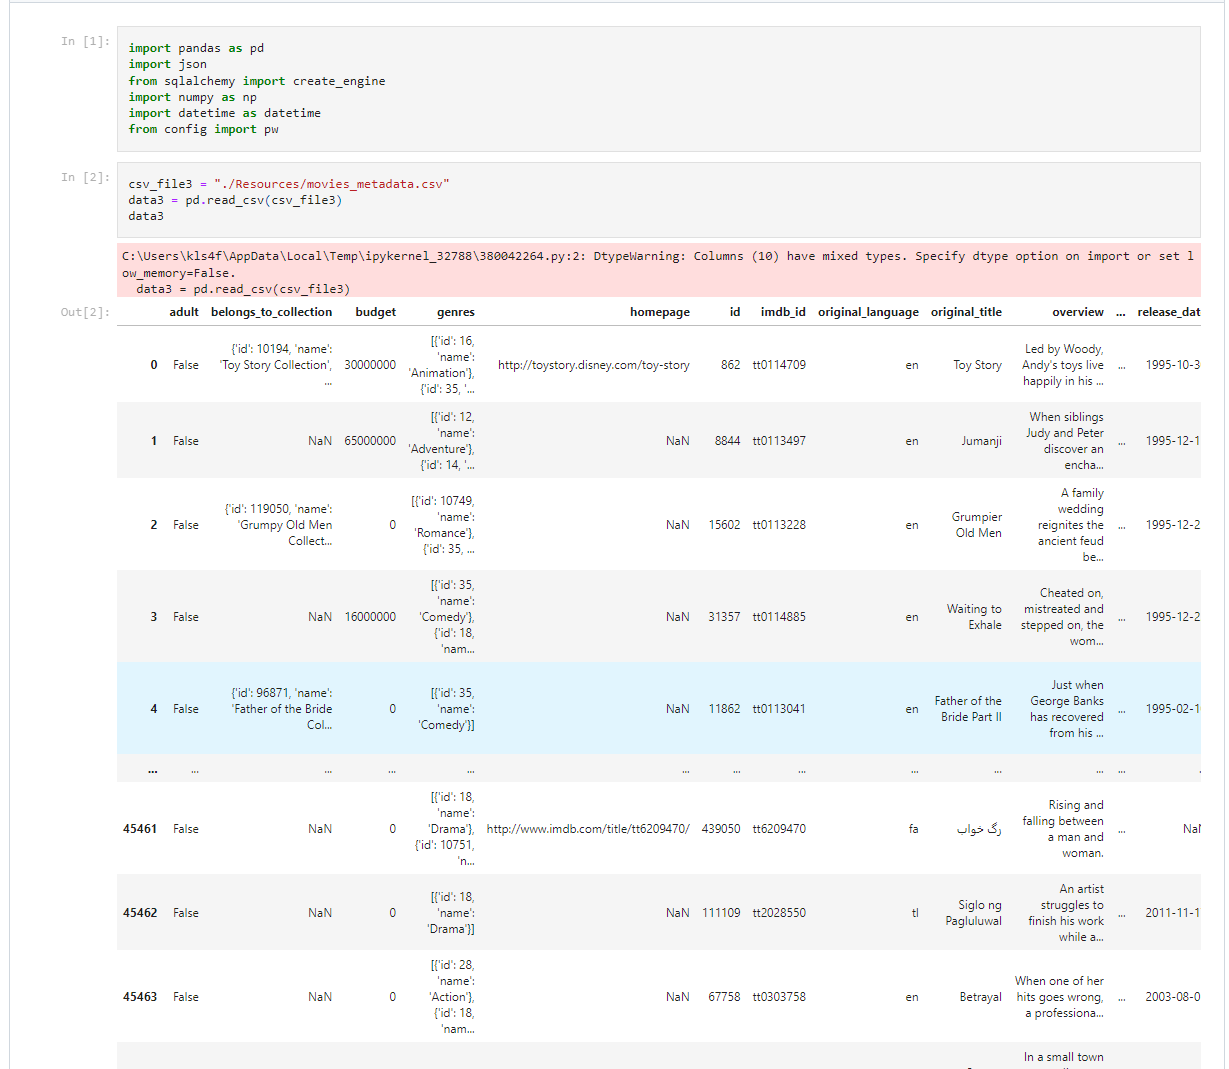 In [1]:
import pandas as pd
import json
from sqlalchemy import create_engine
import numpy as np
import datetime as datetime
from config import pw
In [2]:
csv_file3 = "./Resources/movies_metadata.csv"
data3 = pd.read_csv(csv_file3)
data3
C:\Users\kls4f\AppData\Local\Temp\ipykernel_32788\380042264.py:2: DtypeWarning: Columns (10) have mixed types. Specify dtype option on import or set l
ow_memory=False.
data3 = pd.read_csv(csv_file3)
Out[2]:
adult belongs_to_collection budget genres homepage id imdb_id original_language original_title overview ... release_dat
[{'id': 16,
{'id': 10194, 'name': 'name': Led by Woody,
0 False 'Toy Story Collection', 30000000 'Animation'}, http://toystory.disney.com/toy-story 862 tt0114709 en Toy Story Andy's toys live ... 1995-10-3
... {'id': 35, '... happily in his ...
[{'id': 12, When siblings
'name': Judy and Peter
1 False NaN 65000000 'Adventure'}, NaN 8844 tt0113497 en Jumanji discover an ... 1995-12-1
{'id': 14, '... encha...
A family
[{'id': 10749, wedding
{'id': 119050, 'name': 'name': Grumpier reignites the
2 False 'Grumpy Old Men 0 'Romance'}, NaN 15602 tt0113228 en Old Men ancient feud ... 1995-12-2
Collect... {'id': 35, ... be...
[{'id': 35, Cheated on,
'name': Waiting to mistreated and
3 False NaN 16000000 'Comedy'}, NaN 31357 tt0114885 en Exhale stepped on, the ... 1995-12-2
{'id': 18, wom...
'nam...
Just when
{'id': 96871, 'name': [{'id': 35, Father of the George Banks
4 False 'Father of the Bride 0 'name': NaN 11862 tt0113041 en Bride Part II has recovered ... 1995-02-1
Col... 'Comedy'}] from his ...
... ... ... ... ... ... ... ... ... ... ... ...
[{'id': 18, Rising and
'name': falling between
45461 False NaN 0 'Drama'}, http://www.imdb.com/title/tt6209470/ 439050 tt6209470 fa رگ خواب a man and ... NaN
{'id': 10751, woman.
'n...
[{'id': 18, An artist
'name': Siglo ng struggles to
45462 False NaN 0 'Drama'}] NaN 111109 tt2028550 tl Pagluluwal finish his work ... 2011-11-1
while a...
[{'id': 28,
'name': When one of her
45463 False NaN 0 'Action'}, NaN 67758 tt0303758 en Betrayal hits goes wrong, ... 2003-08-0
{'id': 18, a professiona...
'nam...
In a small town